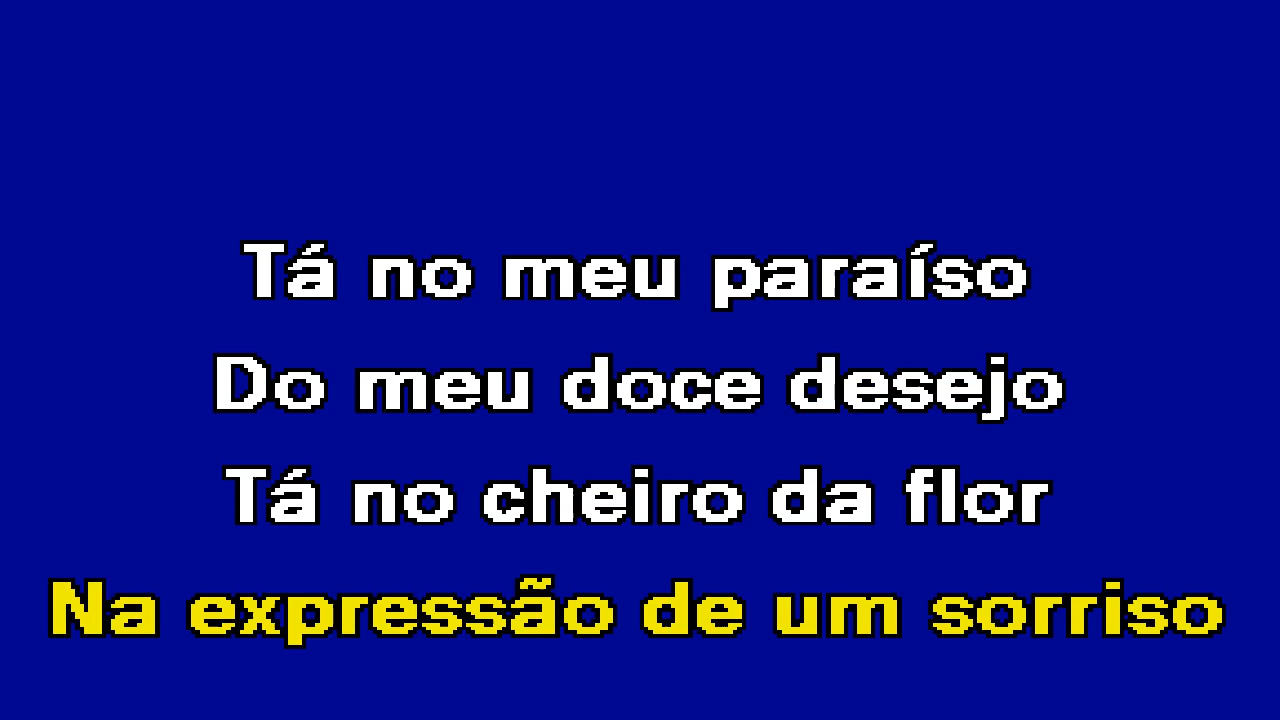 Tá no meu paraíso
Do meu doce desejo
Tá no cheiro da flor
Na expressão de um sorriso